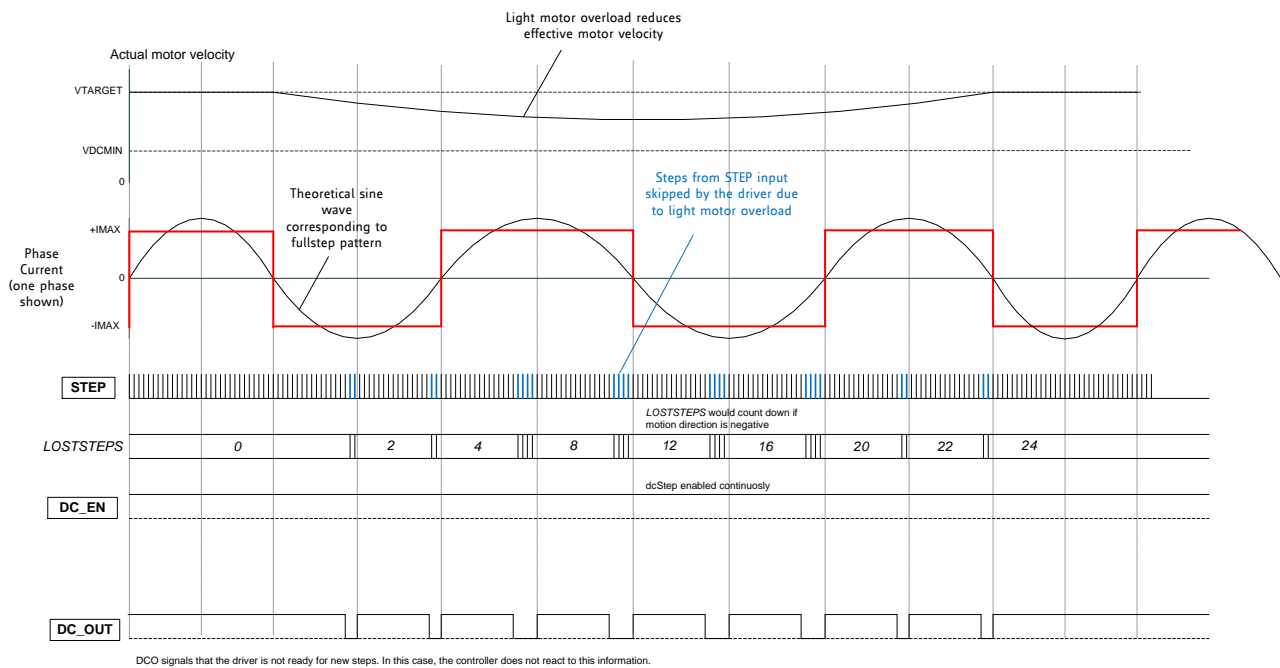 Light motor overload reduces
effective motor velocity
Actual motor velocity
VTARGET
VDCMIN
0
Theoretical sine
wave
corresponding to
fullstep pattern
Steps from STEP input
skipped by the driver due
to light motor overload
+IMAX
Phase
Current
(one phase
shown)
0
-IMAX
STEP
LOSTSTEPS would count down if
motion direction is negative
LOSTSTEPS 0 2 4 8 12 16 20 22 24
dcStep enabled continuosly
DC_EN
DC_OUT
DCO signals that the driver is not ready for new steps. In this case, the controller does not react to this information.